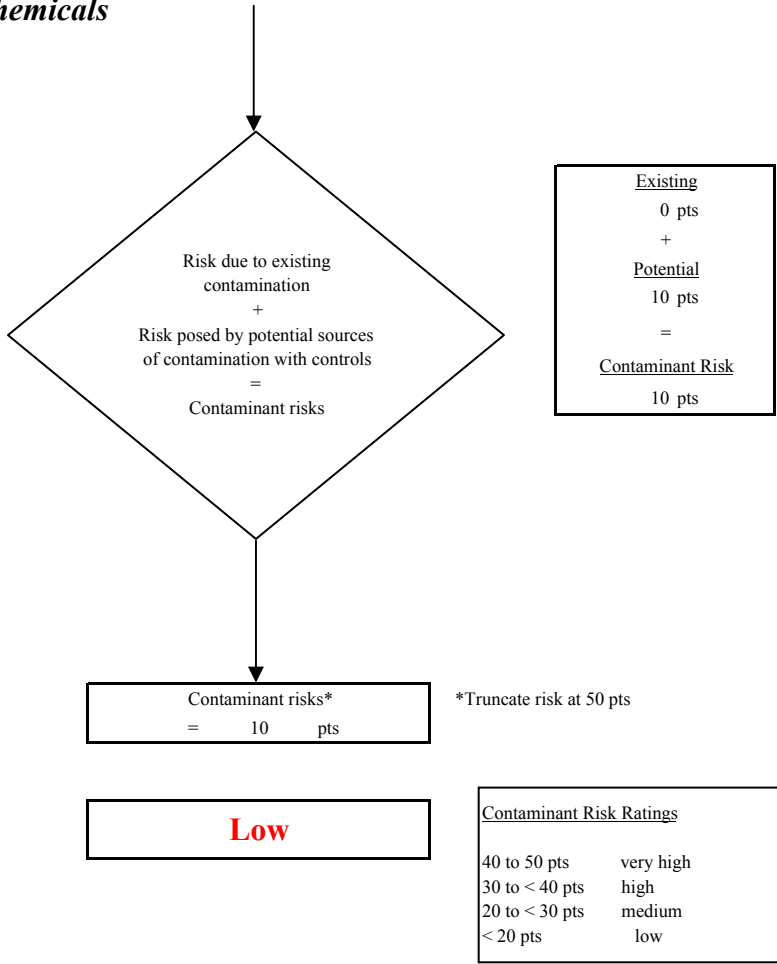 Risk due to existing
contamination
+
Risk posed by potential sources
of contamination with controls
=
Contaminant risks
Existing
0 pts
+
Potential
10 pts
=
Contaminant Risk
10 pts
Contaminant risks*
= 10 pts
*Truncate risk at 50 pts
Low
Contaminant Risk Ratings
40 to 50 pts very high
30 to < 40 pts high
20 to < 30 pts medium
< 20 pts low